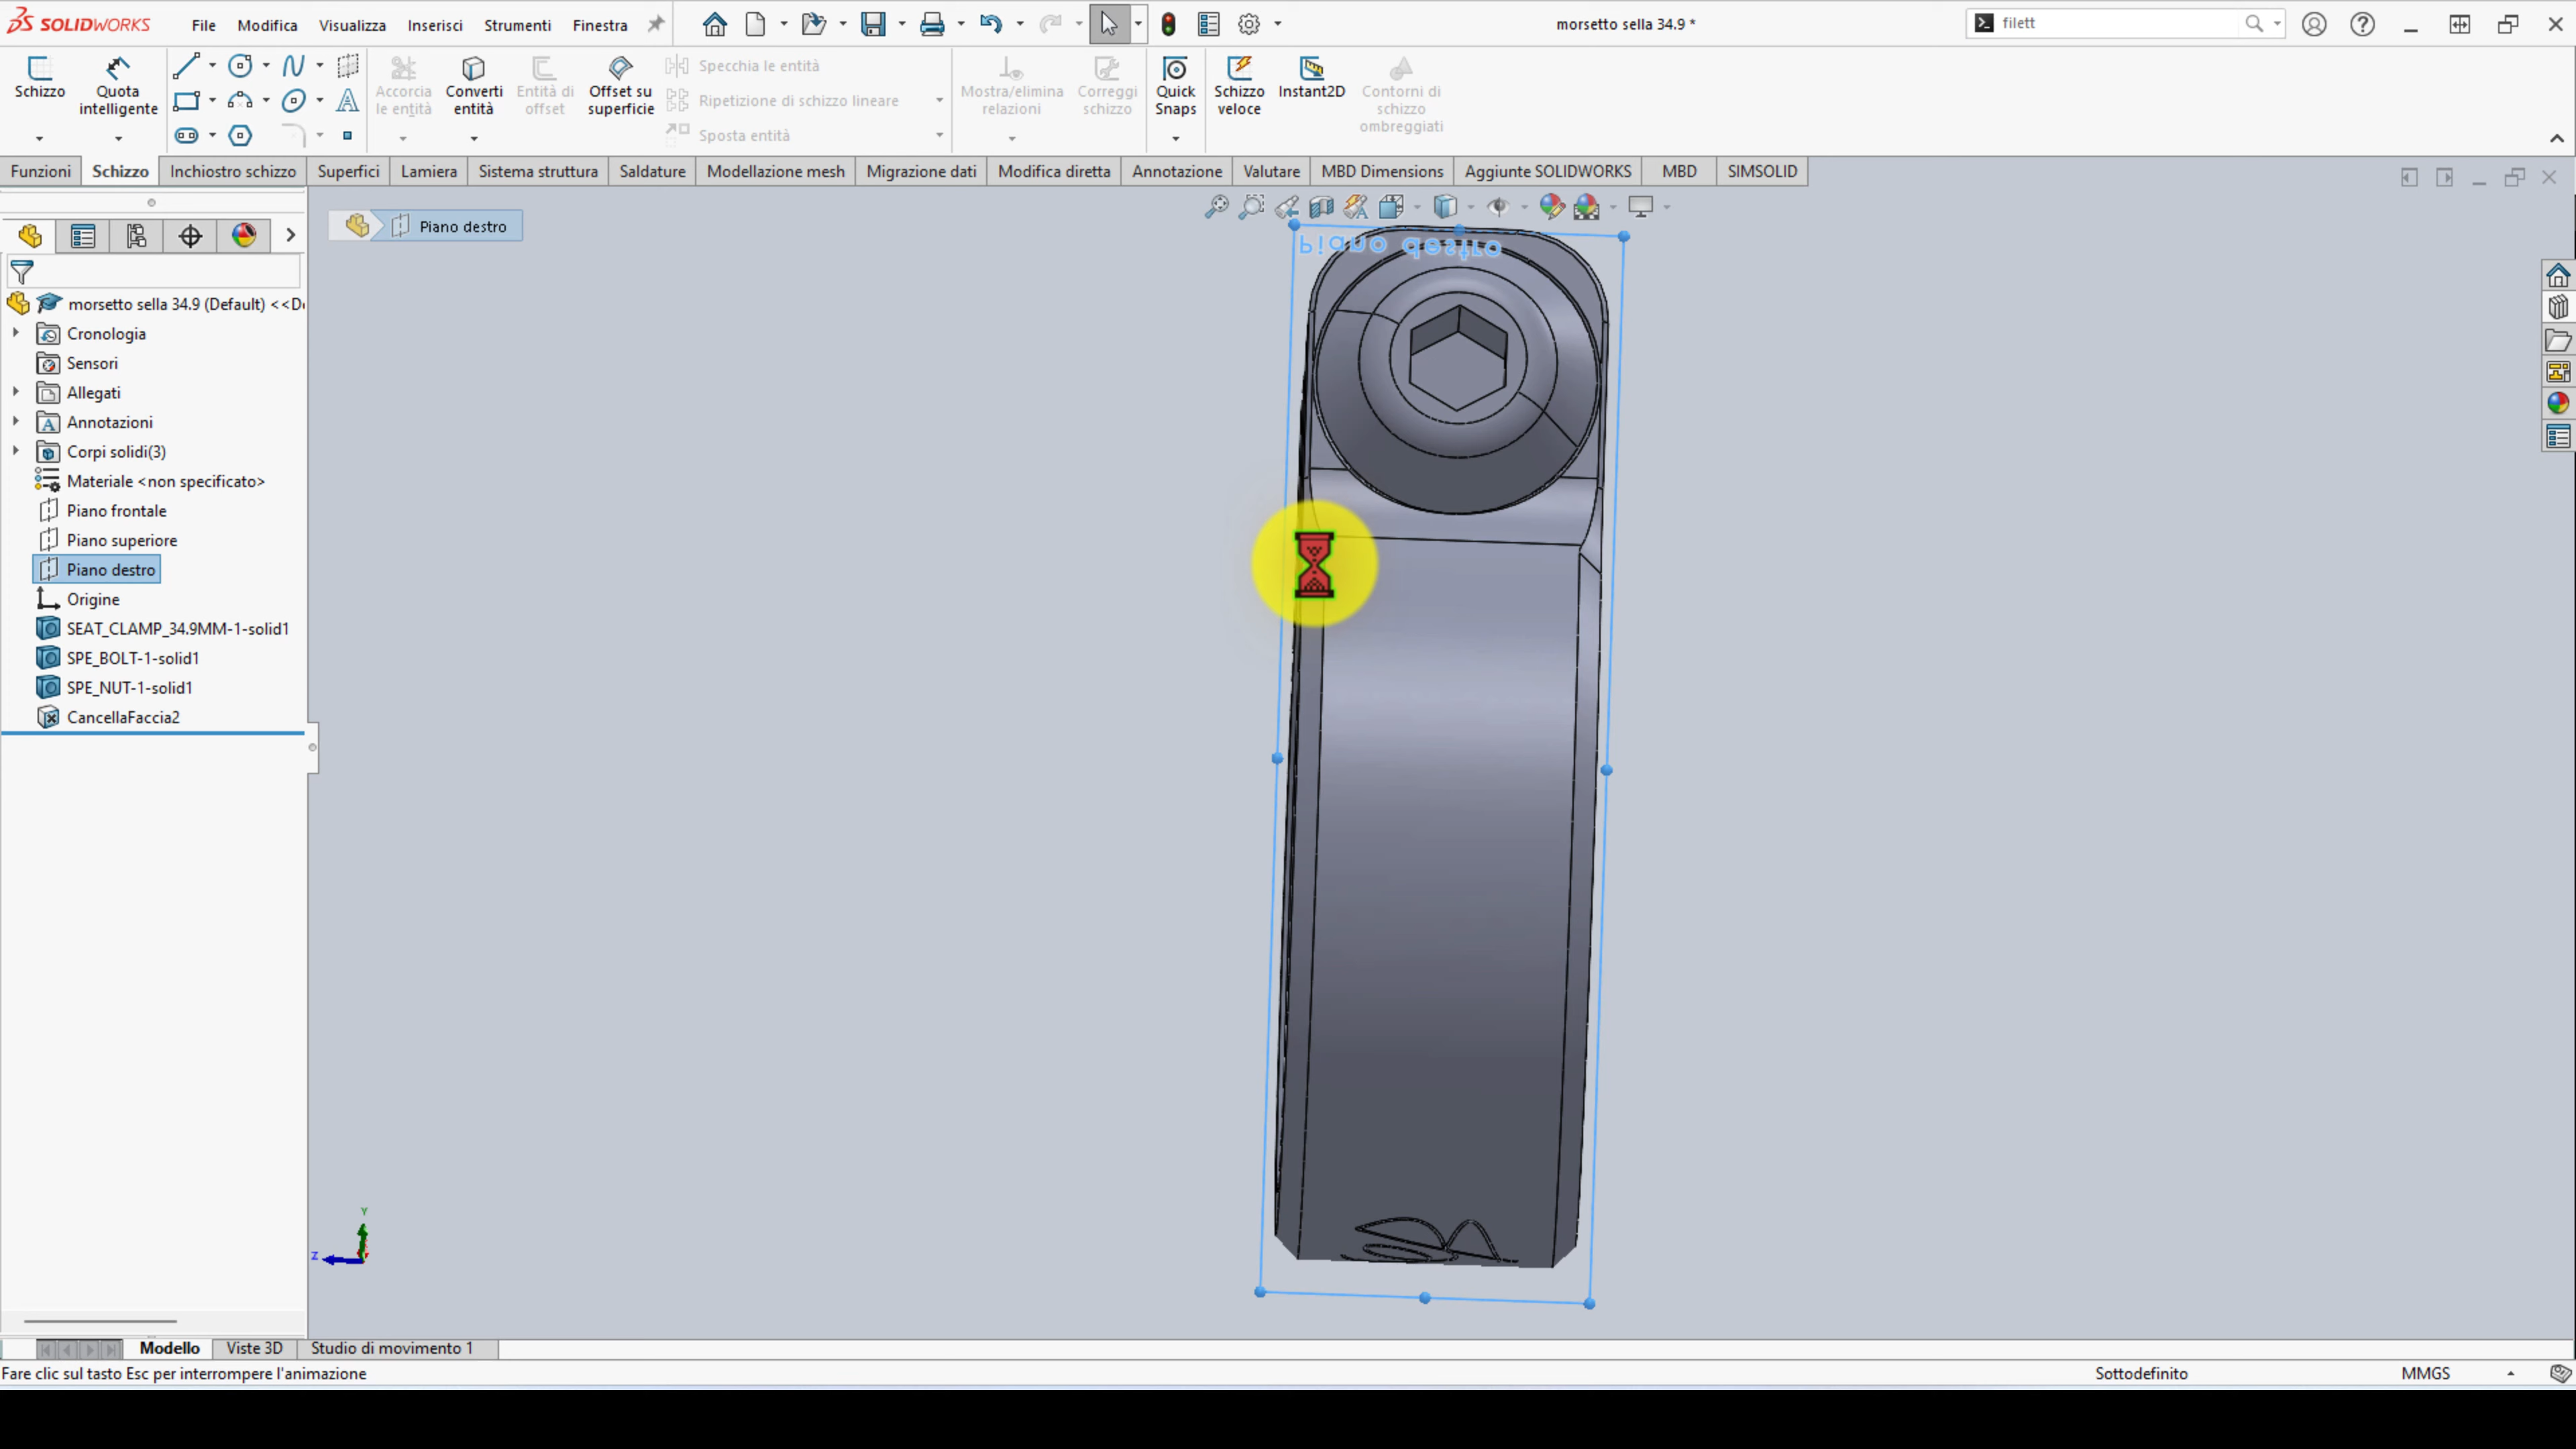 SOLIDWORKS File Modifica Visualizza Inserisci Strumenti Finestra morsetto sella 34.9 * filett
Schizzo Quota intelligente Accorcia le entità Converti entità Entità di offset Offset su superficie
Specchia le entità
Ripetizione di schizzo lineare
Sposta entità
Mostra/elimina relazioni Correggi schizzo Quick Snaps Schizzo veloce Instant2D Contorni di schizzo ombreggiati
Funzioni Schizzo Inchiostro schizzo Superfici Lamiera Sistema struttura Saldature Modellazione mesh Migrazione dati Modifica diretta Annotazione Valutare MBD Dimensions Aggiunte SOLIDWORKS MBD SIMSOLID
Piano destro
Piano destro
morsetto sella 34.9 (Default) <<D
Cronologia
Sensori
Allegati
Annotazioni
Corpi solidi(3)
Materiale <non specificato>
Piano frontale
Piano superiore
Piano destro
Origine
SEAT_CLAMP_34.9MM-1-solid1
SPE_BOLT-1-solid1
SPE_NUT-1-solid1
CancellaFaccia2
Y
Z
Modello Viste 3D Studio di movimento 1
Fare clic sul tasto Esc per interrompere l'animazione Sottodefinito MMGS